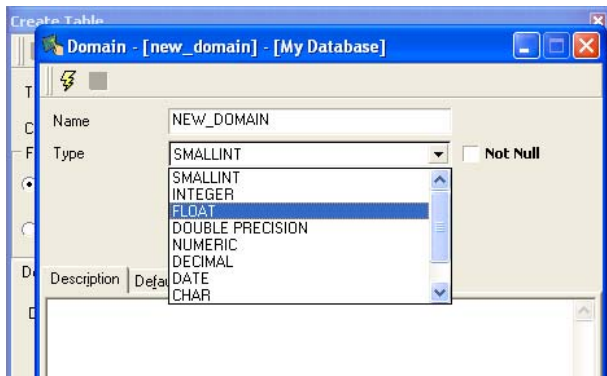 Create Table
Domain - [new_domain] - [My Database]
Name NEW_DOMAIN
Type SMALLINT Not Null
SMALLINT
INTEGER
FLOAT
DOUBLE PRECISION
NUMERIC
DECIMAL
DATE
CHAR
Description Defau